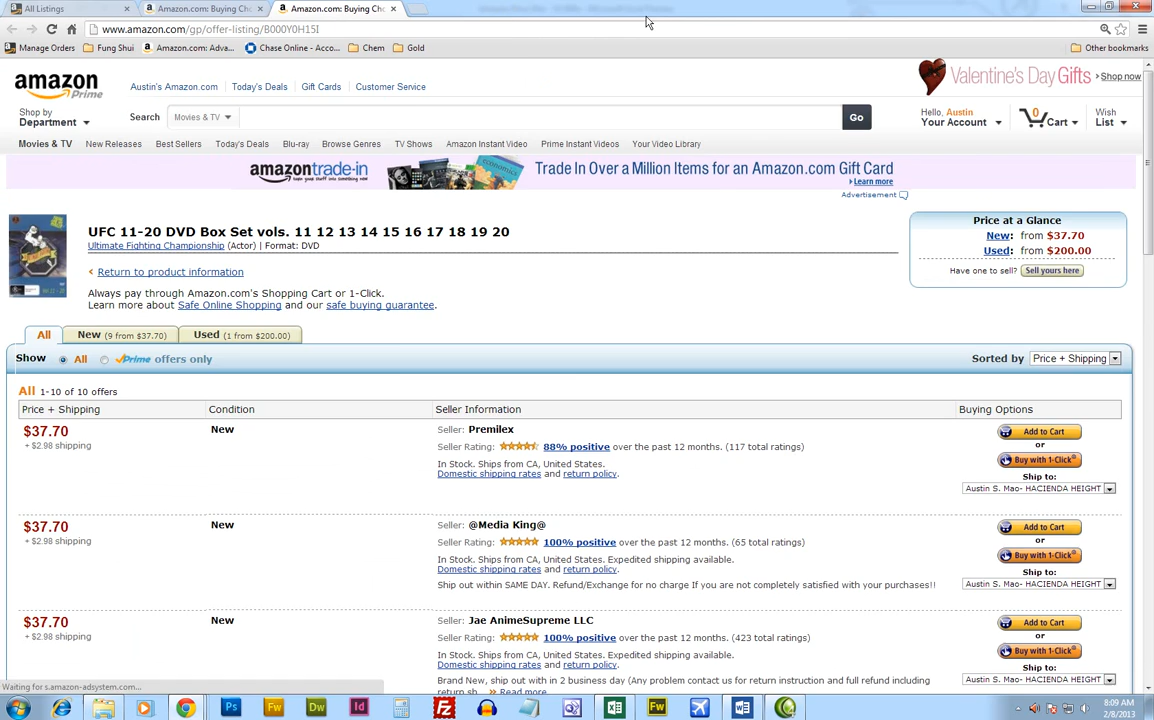 All Listings
Amazon.com: Buying Cho
Amazon.com: Buying Cho
www.amazon.com/gp/offer-listing/B000Y0H15I
Manage Orders
Fung Shui
Amazon.com: Adva...
Chase Online - Acco...
Chem
Gold
Other bookmarks
amazon
Prime
Austin's Amazon.com
Today's Deals
Gift Cards
Customer Service
Valentine's Day Gifts
Shop now
Shop by
Department
Search
Movies & TV
Go
Hello, Austin
Your Account
0
Cart
Wish
List
Movies & TV
New Releases
Best Sellers
Today's Deals
Blu-ray
Browse Genres
TV Shows
Amazon Instant Video
Prime Instant Videos
Your Video Library
amazontrade-in
Trade In Over a Million Items for an Amazon.com Gift Card
Learn more
Advertisement
UFC 11-20 DVD Box Set vols. 11 12 13 14 15 16 17 18 19 20
Ultimate Fighting Championship (Actor) | Format: DVD
Return to product information
Always pay through Amazon.com's Shopping Cart or 1-Click.
Learn more about Safe Online Shopping and our safe buying guarantee.
Price at a Glance
New: from $37.70
Used: from $200.00
Have one to sell? Sell yours here
All
New (9 from $37.70)
Used (1 from $200.00)
Show All Prime offers only
Sorted by Price + Shipping
All 1-10 of 10 offers
Price + Shipping
Condition
Seller Information
Buying Options
$37.70
+ $2.98 shipping
New
Seller: Premilex
Seller Rating: 88% positive over the past 12 months. (117 total ratings)
In Stock. Ships from CA, United States.
Domestic shipping rates and return policy.
Add to Cart
or
Buy with 1-Click®
Ship to:
Austin S. Mao- HACIENDA HEIGHT
$37.70
+ $2.98 shipping
New
Seller: @Media King@
Seller Rating: 100% positive over the past 12 months. (65 total ratings)
In Stock. Ships from CA, United States. Expedited shipping available.
Domestic shipping rates and return policy.
Ship out within SAME DAY. Refund/Exchange for no charge If you are not completely satisfied with your purchases!!
Add to Cart
or
Buy with 1-Click®
Ship to:
Austin S. Mao- HACIENDA HEIGHT
$37.70
+ $2.98 shipping
New
Seller: Jae AnimeSupreme LLC
Seller Rating: 100% positive over the past 12 months. (423 total ratings)
In Stock. Ships from CA, United States. Expedited shipping available.
Domestic shipping rates and return policy.
Brand New, ship out with in 2 business day (Any problem contact us for return instruction and full refund including
return sh... » Read more
Add to Cart
or
Buy with 1-Click®
Ship to:
Austin S. Mao- HACIENDA HEIGHT
Waiting for s.amazon-adsystem.com...
Ps
Fw
Dw
Id
Fz
Fw
8:09 AM
2/8/2013